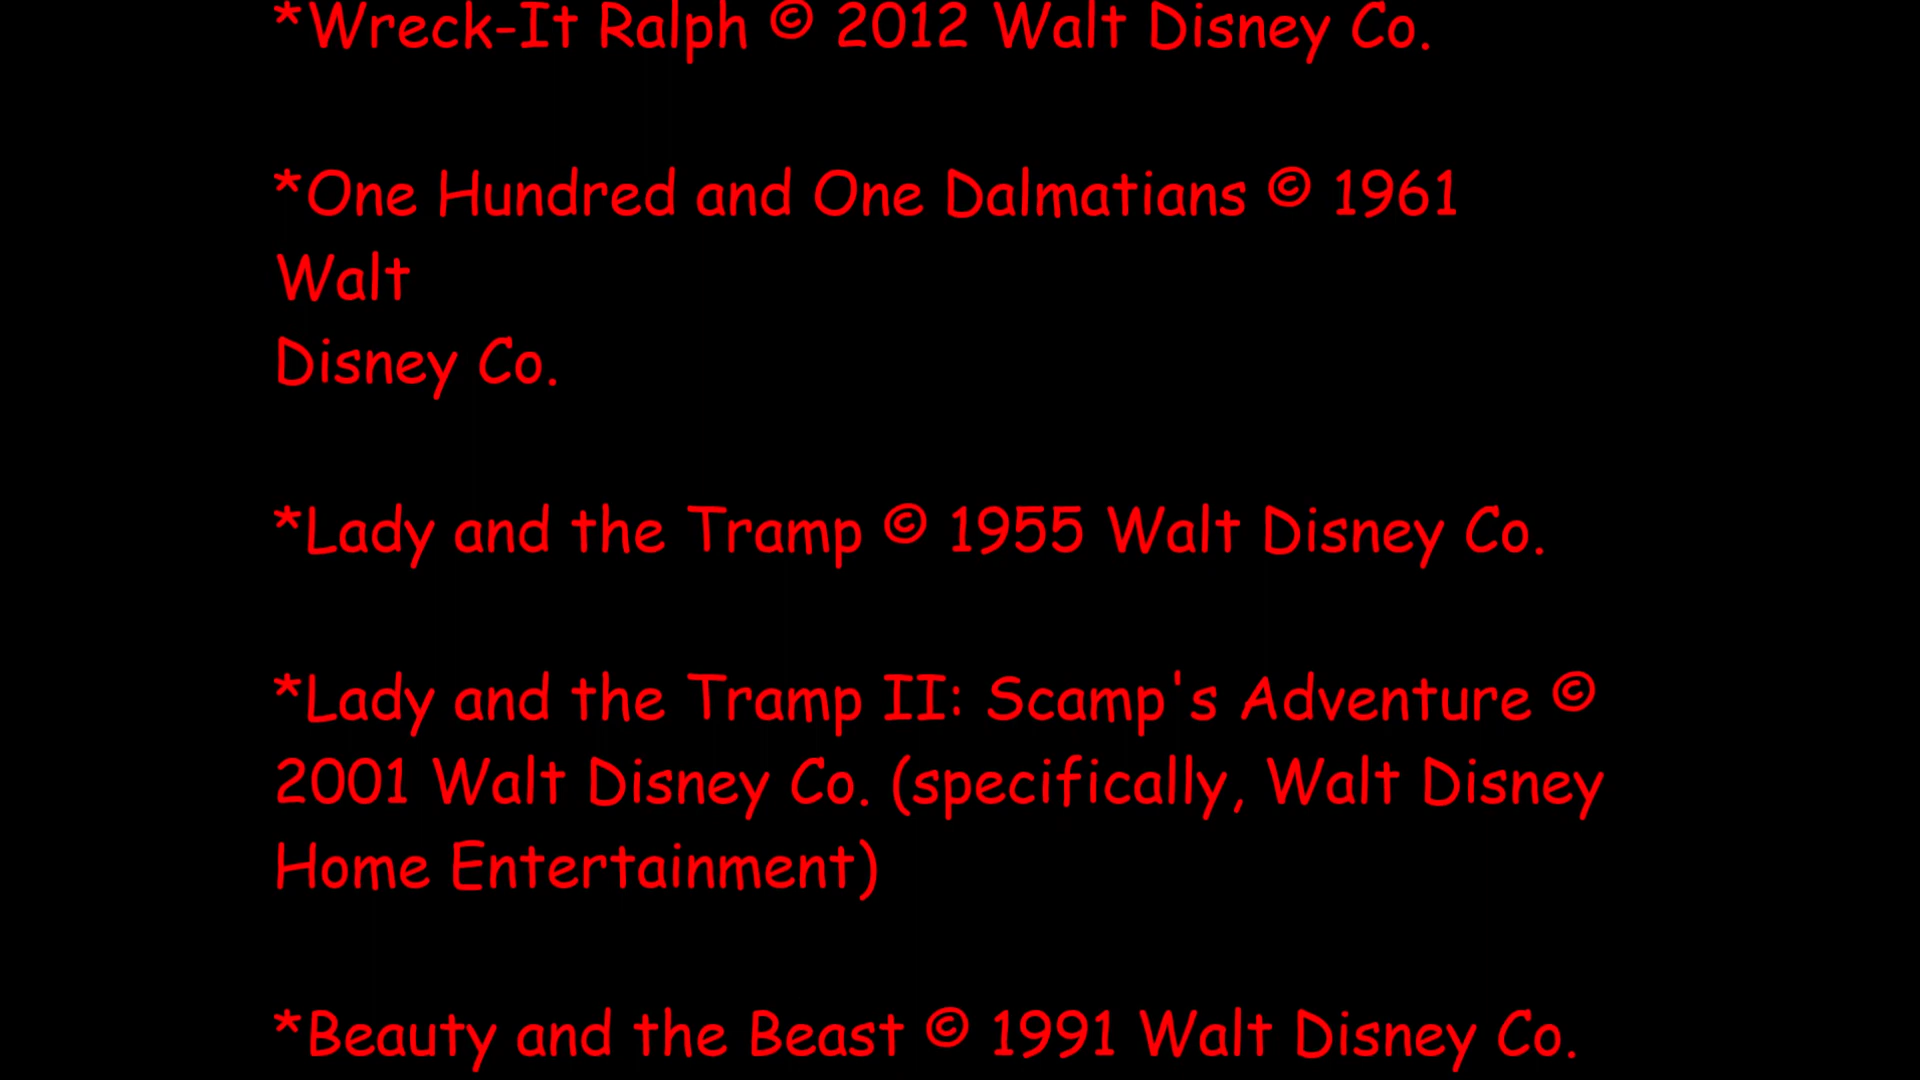 *Wreck-It Ralph © 2012 Walt Disney Co.
*One Hundred and One Dalmatians © 1961
Walt
Disney Co.
*Lady and the Tramp © 1955 Walt Disney Co.
*Lady and the Tramp II: Scamp's Adventure ©
2001 Walt Disney Co. (specifically, Walt Disney
Home Entertainment)
*Beauty and the Beast © 1991 Walt Disney Co.